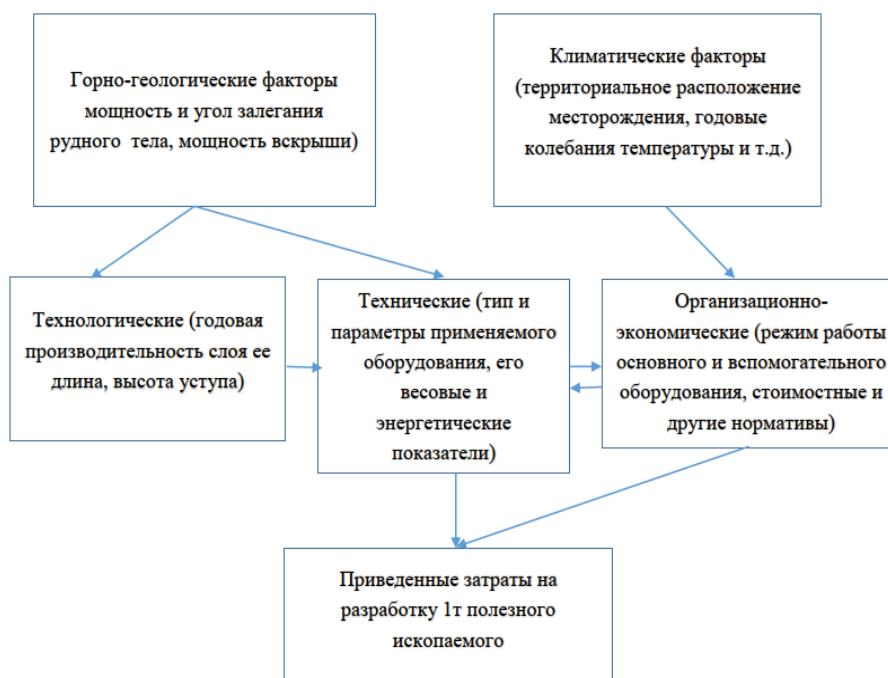 Горно-геологические факторы
мощность и угол залегания
рудного тела, мощность вскрыши)
Климатические факторы
(территориальное расположение
месторождения, годовые
колебания температуры и т.д.)
Технологические (годовая
производительность слоя ее
длина, высота уступа)
Технические (тип и
параметры применяемого
оборудования, его
весовые и
энергетические
показатели)
Организационно-
экономические (режим работы
основного и вспомогательного
оборудования, стоимостные и
другие нормативы)
Приведенные затраты на
разработку 1т полезного
ископаемого